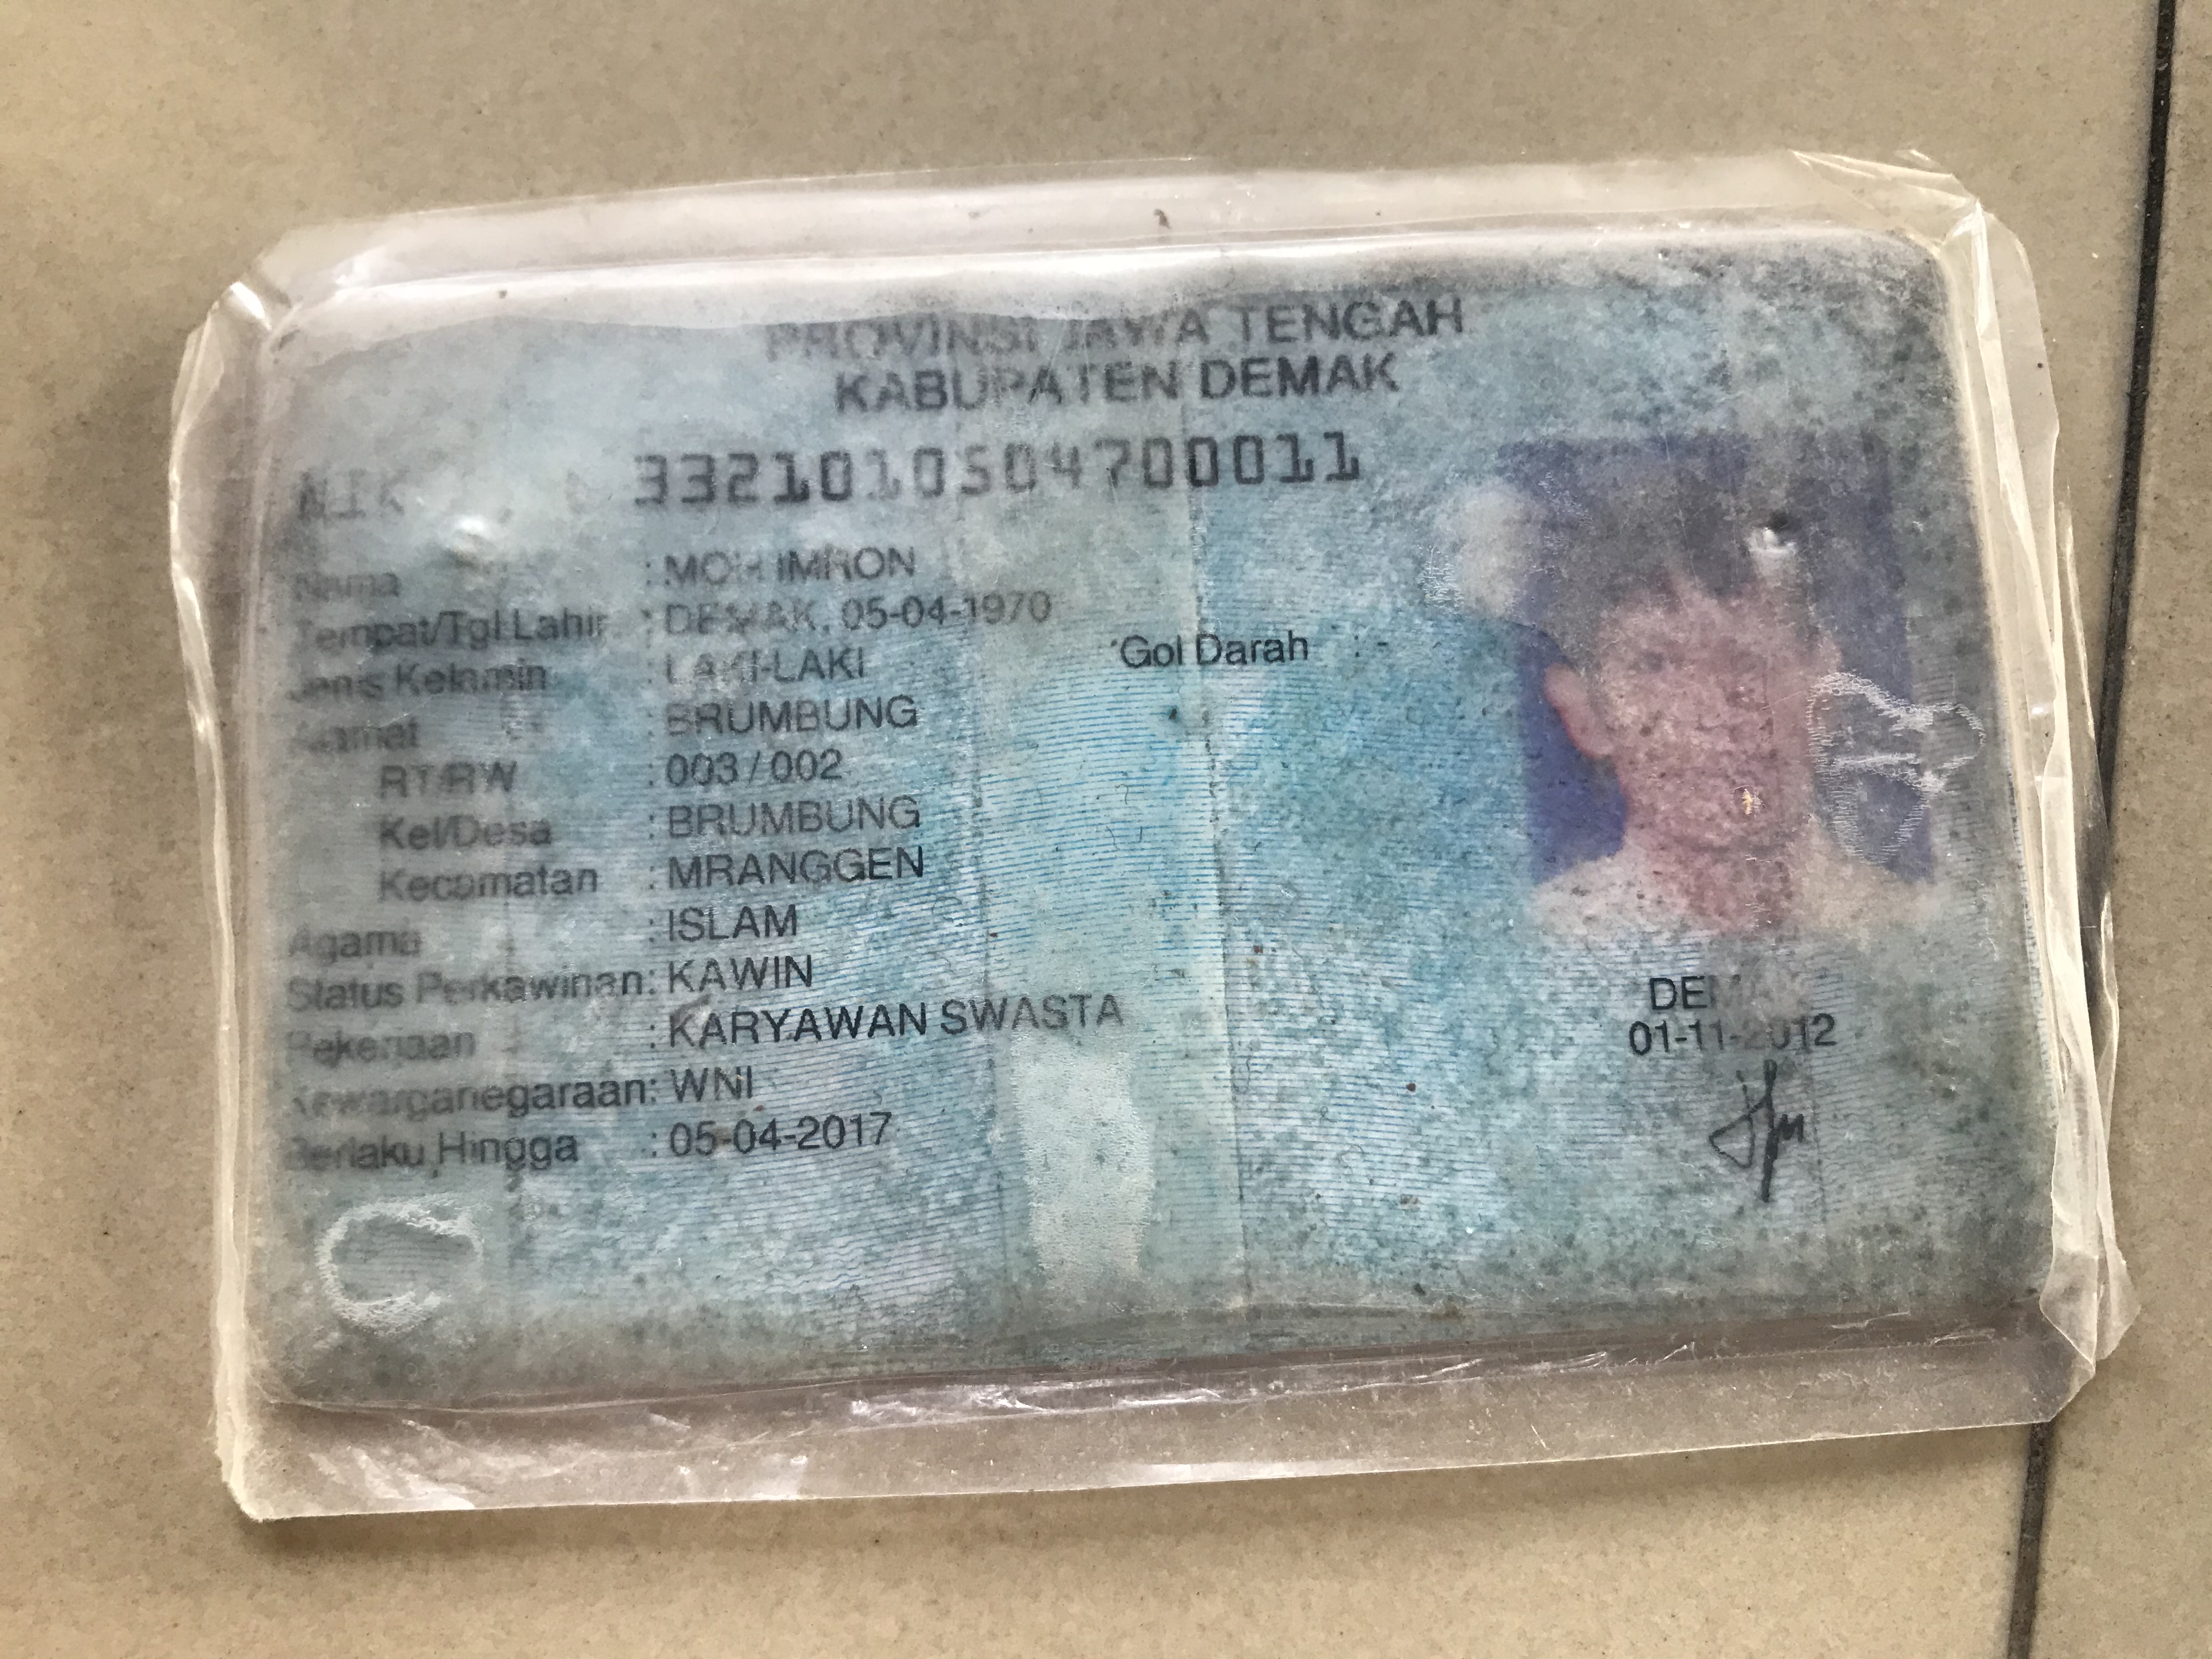 PROVINSI JAWA TENGAH
KABUPATEN DEMAK
NIK 3321010504700011
Nama : MOH IMRON
Tempat/Tgl Lahir : DEMAK, 05-04-1970
Jenis Kelamin : LAKI-LAKI Gol Darah : -
Alamat : BRUMBUNG
RT/RW : 003 / 002
Kel/Desa : BRUMBUNG
Kecamatan : MRANGGEN
Agama : ISLAM
Status Perkawinan: KAWIN
Pekerjaan : KARYAWAN SWASTA
Kewarganegaraan: WNI
Berlaku Hingga : 05-04-2017
DEMAK
01-11-2012